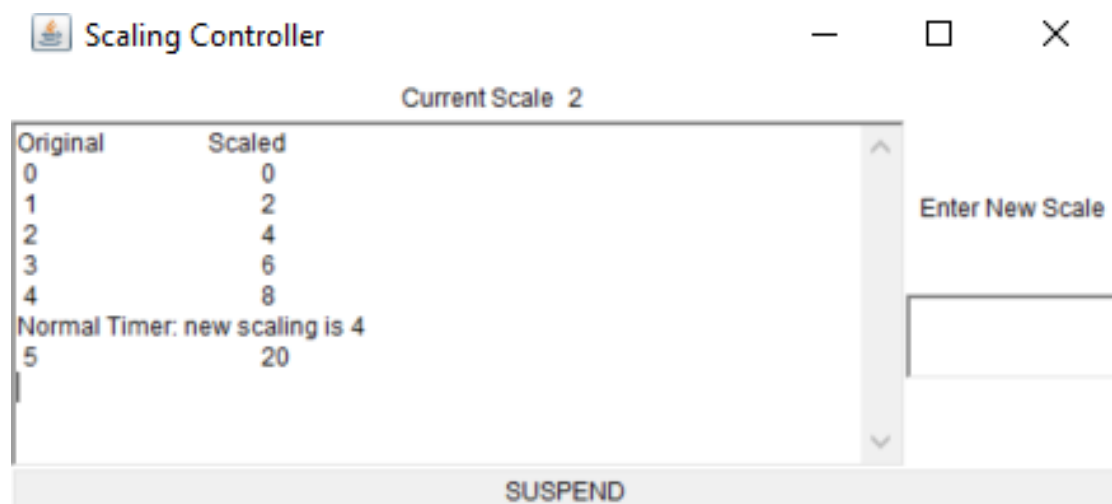 Scaling Controller
Current Scale 2
Original Scaled
0 0
1 2
2 4
3 6
4 8
Normal Timer: new scaling is 4
5 20
Enter New Scale
SUSPEND